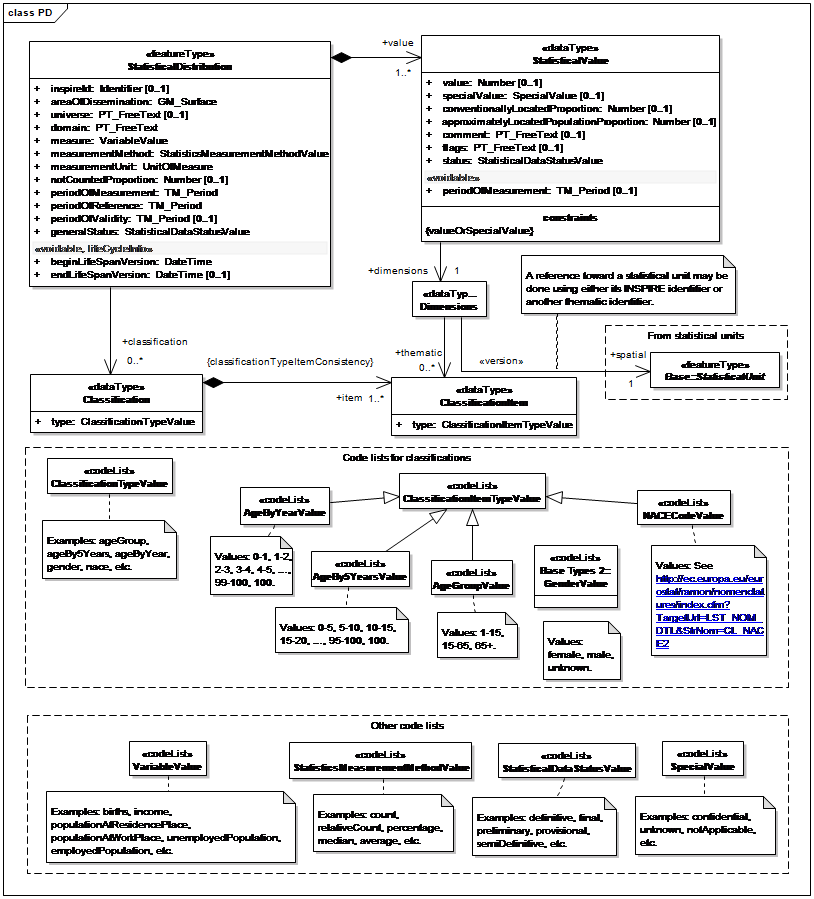 class PD
«featureType»
StatisticalDistribution
+ inspireId: Identifier [0..1]
+ areaOfDissemination: GM_Surface
+ universe: PT_FreeText [0..1]
+ domain: PT_FreeText
+ measure: VariableValue
+ measurementMethod: StatisticsMeasurementMethodValue
+ measurementUnit: UnitOfMeasure
+ notCountedProportion: Number [0..1]
+ periodOfMeasurement: TM_Period [0..1]
+ periodOfReference: TM_Period
+ periodOfValidity: TM_Period [0..1]
+ generalStatus: StatisticalDataStatusValue
«voidable, lifeCycleInfo»
+ beginLifeSpanVersion: DateTime
+ endLifeSpanVersion: DateTime [0..1]
+value
1..*
«dataType»
StatisticalValue
+ value: Number [0..1]
+ specialValue: SpecialValue [0..1]
+ conventionallyLocatedProportion: Number [0..1]
+ approximatelyLocatedPopulationProportion: Number [0..1]
+ comment: PT_FreeText [0..1]
+ flags: PT_FreeText [0..1]
+ status: StatisticalDataStatusValue
«voidable»
+ periodOfMeasurement: TM_Period [0..1]
constraints
{valueOrSpecialValue}
+dimensions
1
«dataTyp...
Dimensions
A reference toward a statistical unit may be
done using either its INSPIRE identifier or
another thematic identifier.
From statistical units
+spatial
1
«featureType»
Base::StatisticalUnit
+classification
0..*
{classificationTypeItemConsistency}
+thematic
0..*
«version»
+item
1..*
«dataType»
Classification
+ type: ClassificationTypeValue
«dataType»
ClassificationItem
+ type: ClassificationItemTypeValue
Code lists for classifications
«codeList»
ClassificationTypeValue
Examples: ageGroup,
ageBy5Years, ageByYear,
gender, nace, etc.
«codeList»
AgeByYearValue
Values: 0-1, 1-2,
2-3, 3-4, 4-5, ...,
99-100, 100.
«codeList»
ClassificationItemTypeValue
«codeList»
NACECodeValue
«codeList»
AgeBy5YearsValue
Values: 0-5, 5-10, 10-15,
15-20, ..., 95-100, 100.
«codeList»
AgeGroupValue
Values: 1-15,
15-65, 65+.
«codeList»
Base Types 2::
GenderValue
Values:
female, male,
unknown.
Values: See
http://ec.europa.eu/eur
ostat/ramon/nomenclat
ures/index.cfm?
TargetUrl=LST_NOM_
DTL&StrNom=CL_NAC
E2
Other code lists
«codeList»
VariableValue
Examples: births, income,
populationAtResidencePlace,
populationAtWorkPlace, unemployedPopulation,
employedPopulation, etc.
«codeList»
StatisticsMeasurementMethodValue
Examples: count,
relativeCount, percentage,
median, average, etc.
«codeList»
StatisticalDataStatusValue
Examples: definitive, final,
preliminary, provisional,
semiDefinitive, etc.
«codeList»
SpecialValue
Examples: confidential,
unknown, notApplicable,
etc.